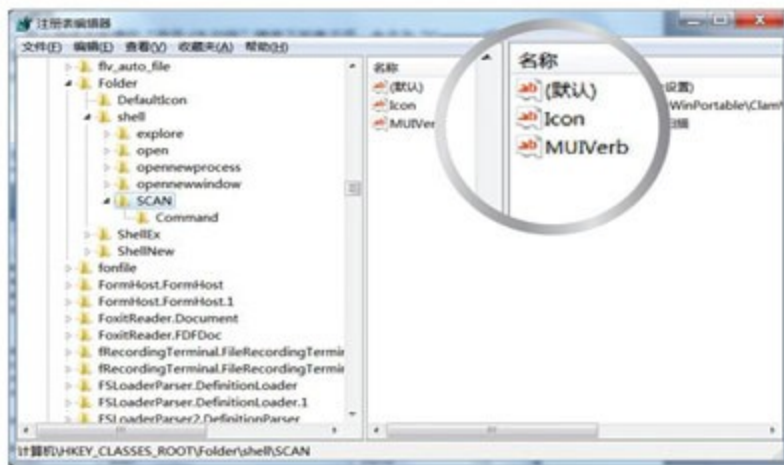 注册表编辑器
文件(F) 编辑(E) 查看(V) 收藏夹(A) 帮助(H)
flv_auto_file
Folder
DefaultIcon
shell
explore
open
opennewprocess
opennewwindow
SCAN
Command
ShellEx
ShellNew
fonfile
FormHost.FormHost
FormHost.FormHost.1
FoxitReader.Document
FoxitReader.FDFDoc
fRecordingTerminal.FileRecordingTermi
fRecordingTerminal.FileRecordingTermi
FSLoaderParser.DefinitionLoader
FSLoaderParser.DefinitionLoader.1
FSLoaderParser2.DefinitionParser
名称
(默认)
Icon
MUIVer
名称
(默认)
Icon
MUIVerb
设置)
WinPortable\Clam
扫描
计算机\HKEY_CLASSES_ROOT\Folder\shell\SCAN